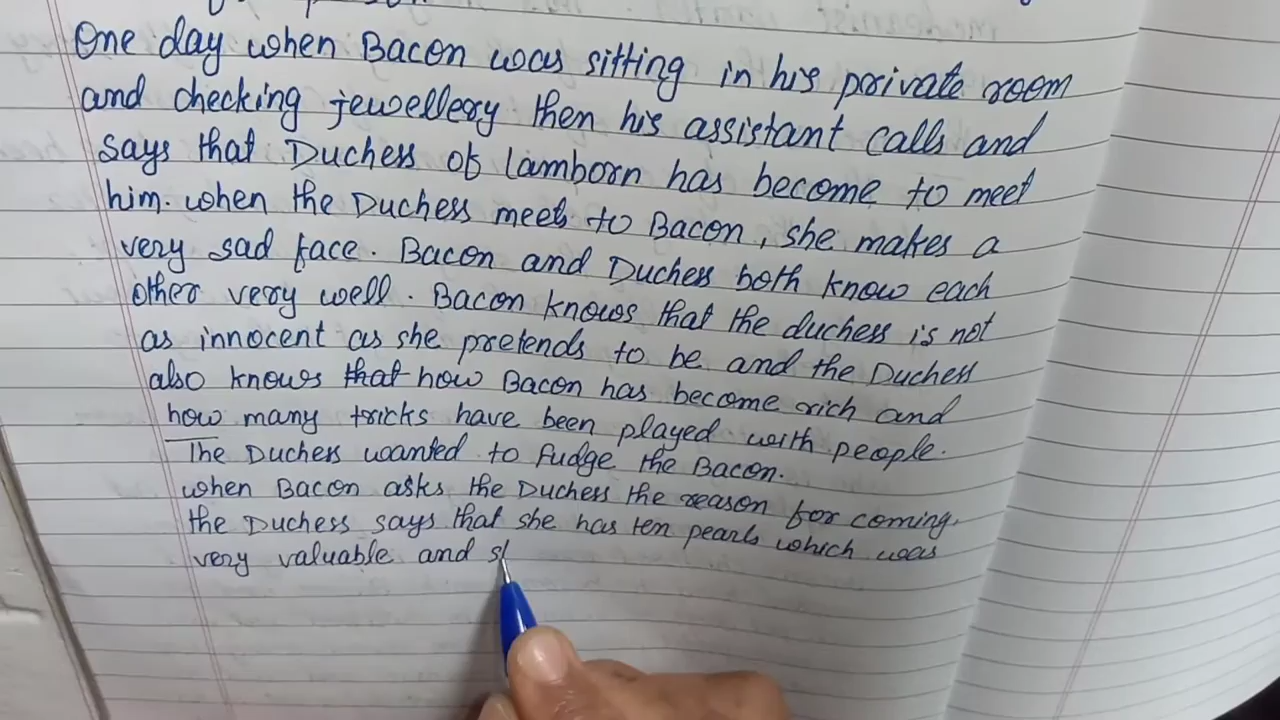 One day when Bacon was sitting in his private room
and checking jewellery then his assistant calls and
says that Duchess of lamborn has become to meet
him. when the Duchess meets to Bacon, she makes a
very sad face. Bacon and Duchess both know each
other very well. Bacon knows that the duchess is not
as innocent as she pretends to be and the Duchess
also knows that how Bacon has become rich and
how many tricks have been played with people.
The Duchess wanted to fudge the Bacon.
when Bacon asks the Duchess the reason for coming.
the Duchess says that she has ten pearls which was
very valuable and